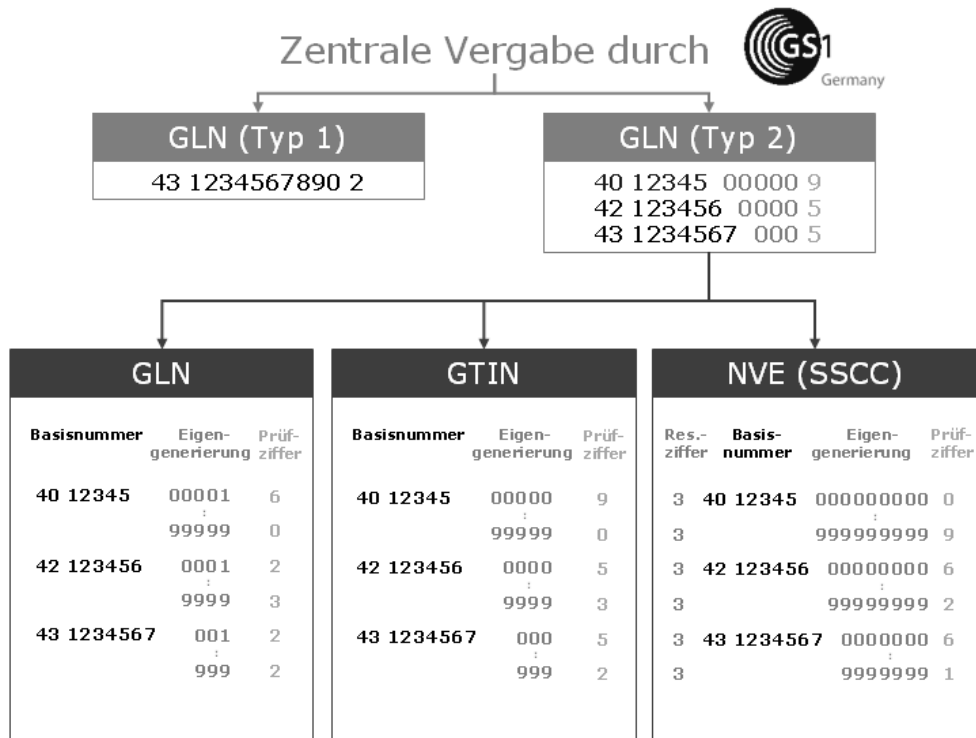 Zentrale Vergabe durch
GS1
Germany
GLN (Typ 1)
43 1234567890 2
GLN (Typ 2)
40 12345 00000 9
42 123456 0000 5
43 1234567 000 5
GLN
Basisnummer Eigen- Prüf-
generierung ziffer
40 12345 00001 6
:
99999 0
42 123456 0001 2
:
9999 3
43 1234567 001 2
:
999 2
GTIN
Basisnummer Eigen- Prüf-
generierung ziffer
40 12345 00000 9
:
99999 0
42 123456 0000 5
:
9999 3
43 1234567 000 5
:
999 2
NVE (SSCC)
Res.- Basis- Eigen- Prüf-
ziffer nummer generierung ziffer
3 40 12345 000000000 0
:
3 999999999 9
3 42 123456 00000000 6
:
3 99999999 2
3 43 1234567 0000000 6
:
3 9999999 1